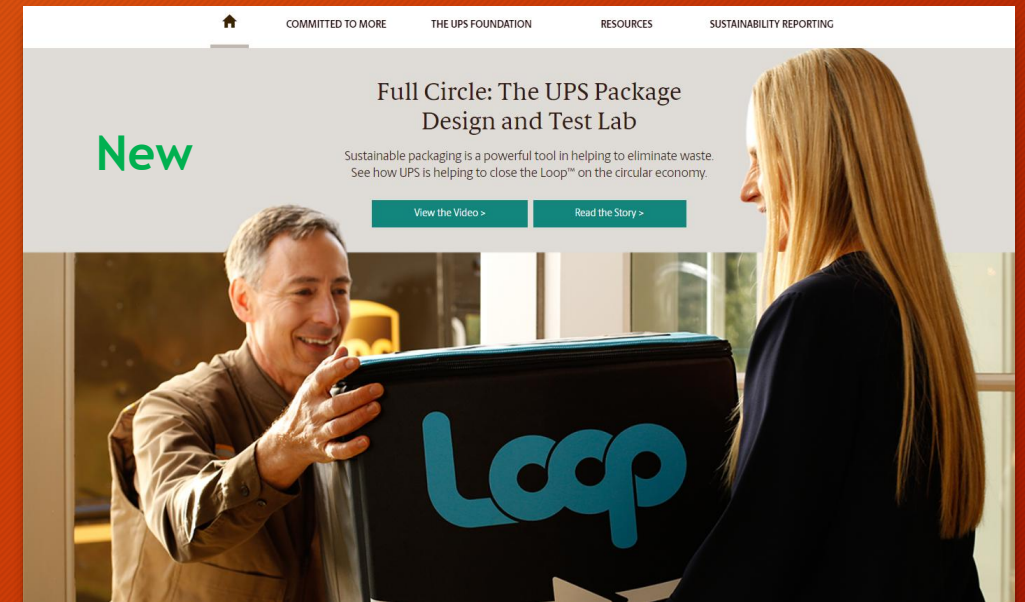 COMMITTED TO MORE
THE UPS FOUNDATION
RESOURCES
SUSTAINABILITY REPORTING
Full Circle: The UPS Package
Design and Test Lab
New
Sustainable packaging is a powerful tool in helping to eliminate waste.
See how UPS is helping to close the Loop™ on the circular economy.
View the Video >
Read the Story >
Loop